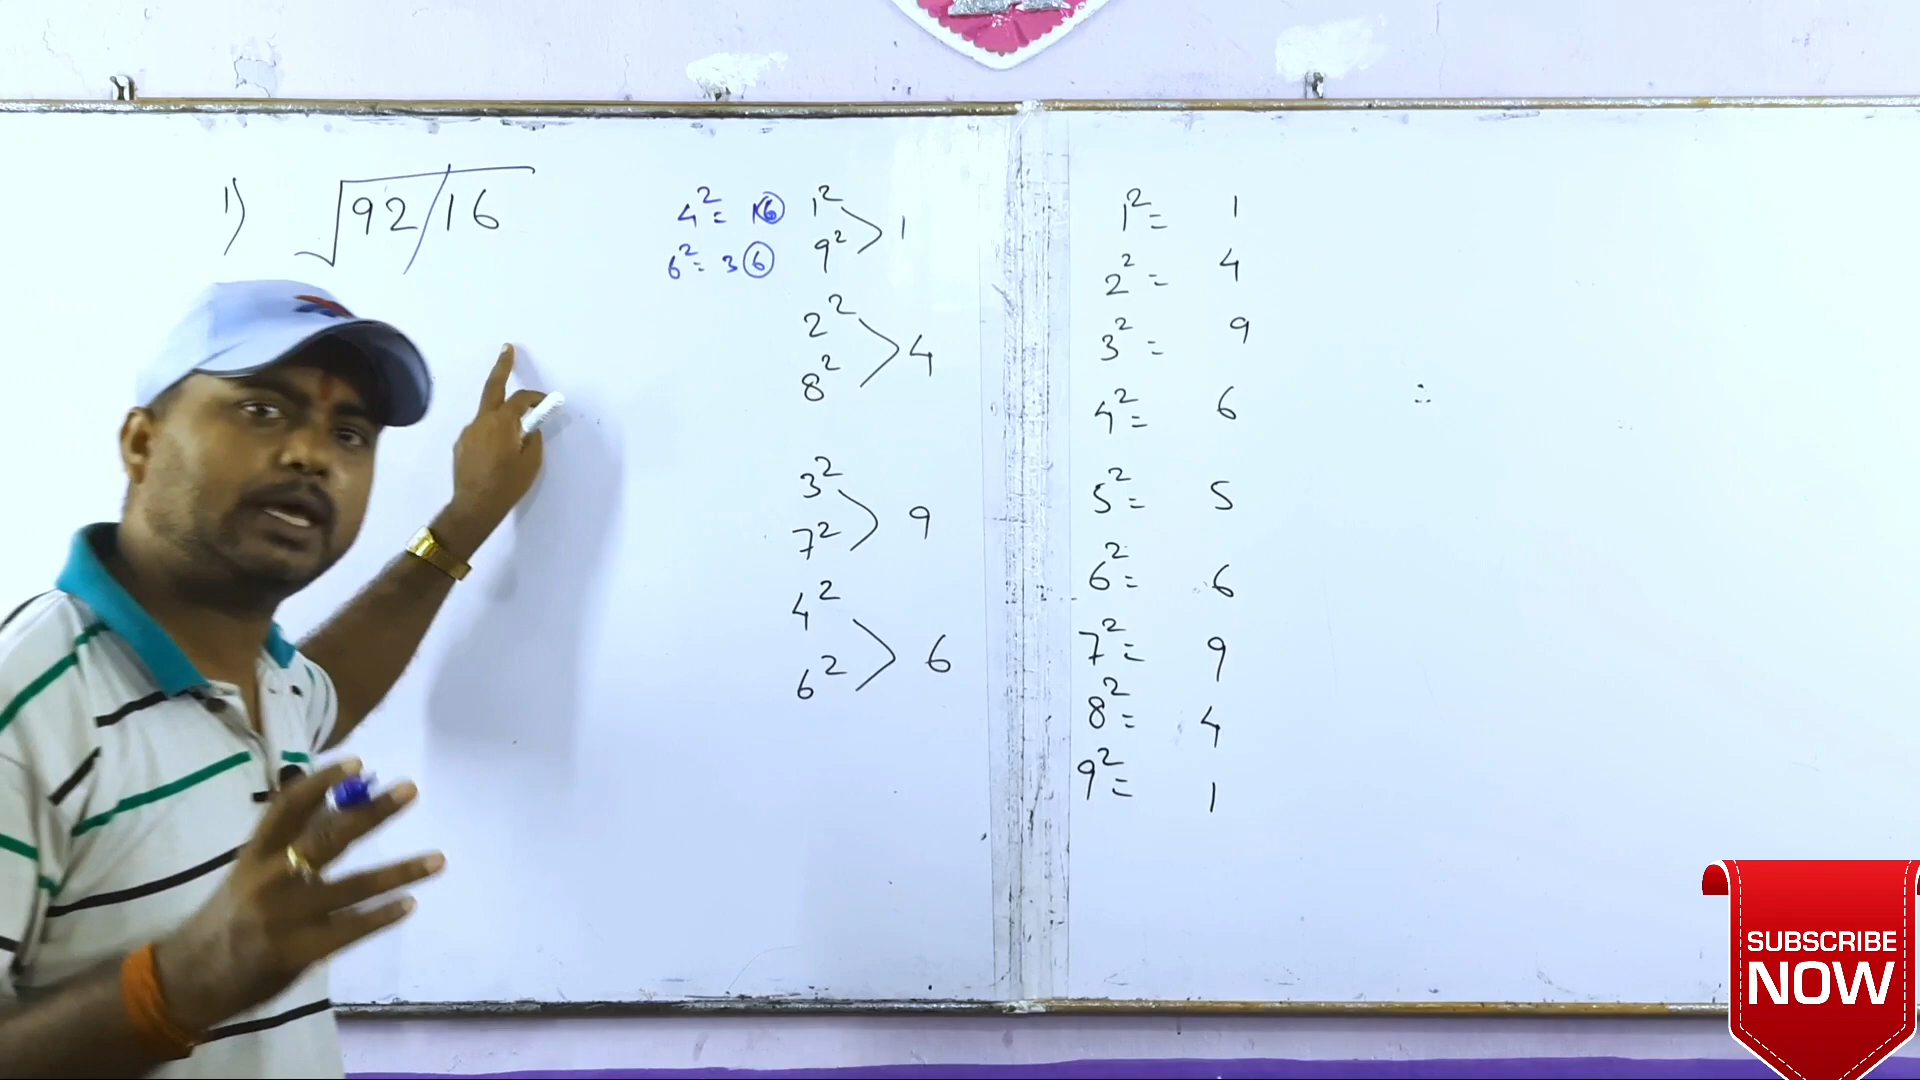 1) √92/16
4² = 16
6² = 36
1²
9² > 1
2²
8² > 4
3²
7² > 9
4²
6² > 6
1² = 1
2² = 4
3² = 9
4² = 6
5² = 5
6² = 6
7² = 9
8² = 4
9² = 1
SUBSCRIBE
NOW